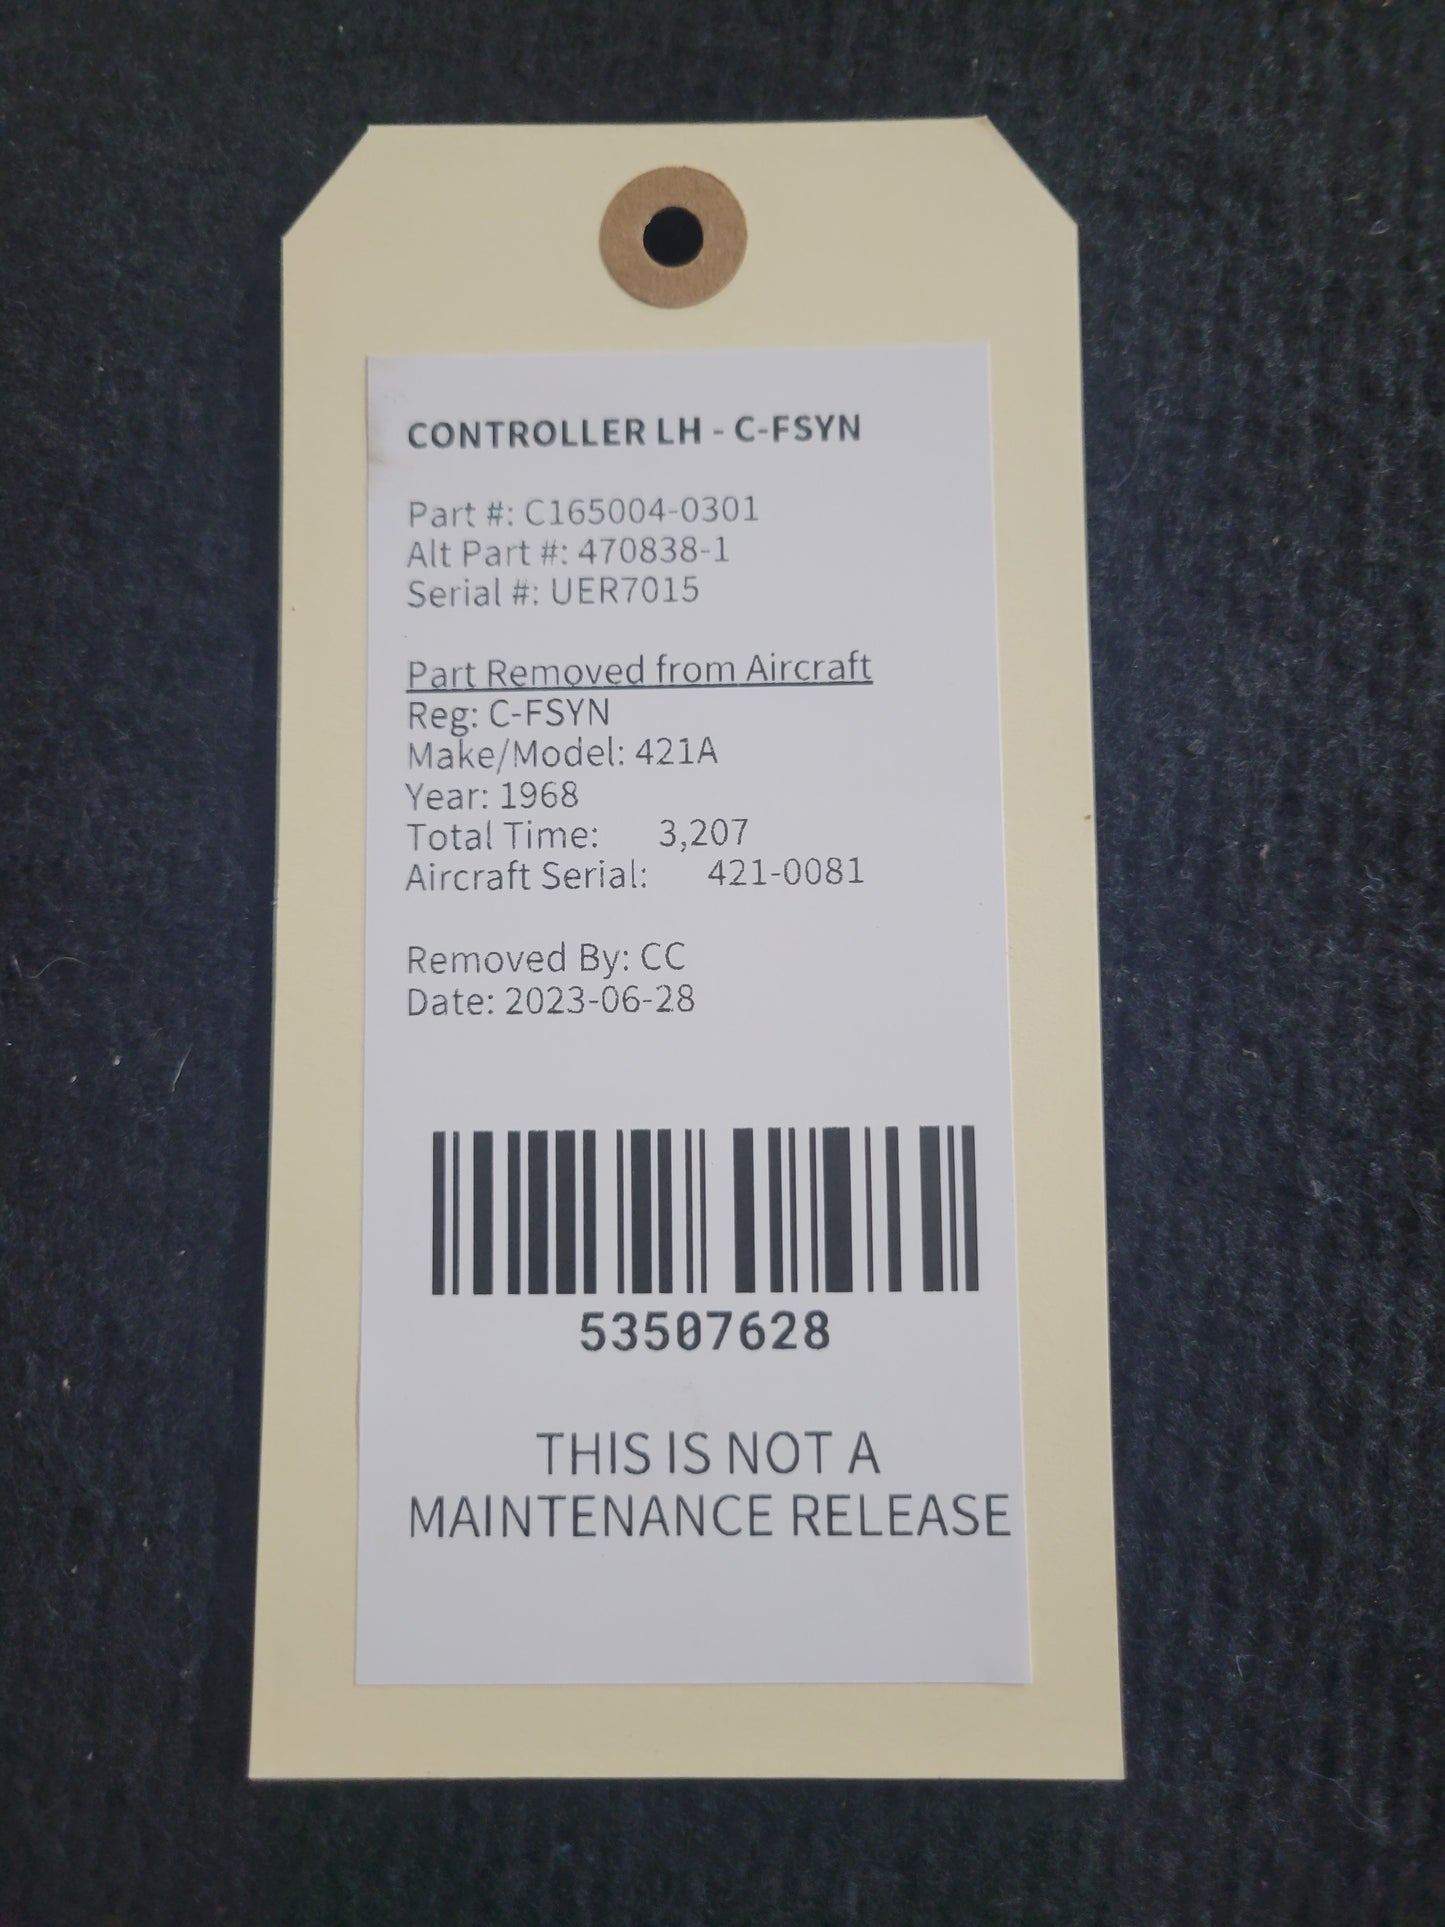 CONTROLLER LH - C-FSYN
Part #: C165004-0301
Alt Part #: 470838-1
Serial #: UER7015
Part Removed from Aircraft
Reg: C-FSYN
Make/Model: 421A
Year: 1968
Total Time: 3,207
Aircraft Serial: 421-0081
Removed By: CC
Date: 2023-06-28
53507628
THIS IS NOT A
MAINTENANCE RELEASE